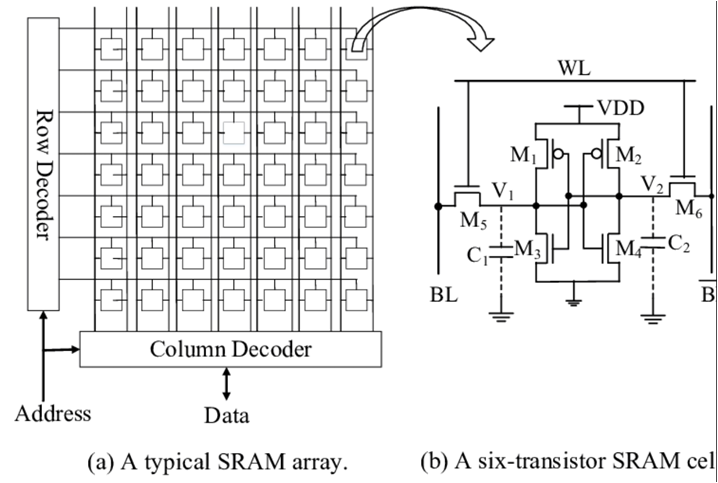 Row Decoder
Column Decoder
Address
Data
(a) A typical SRAM array.
WL
VDD
M1
M2
V1
V2
M5
M6
C1
M3
M4
C2
BL
B
(b) A six-transistor SRAM cel